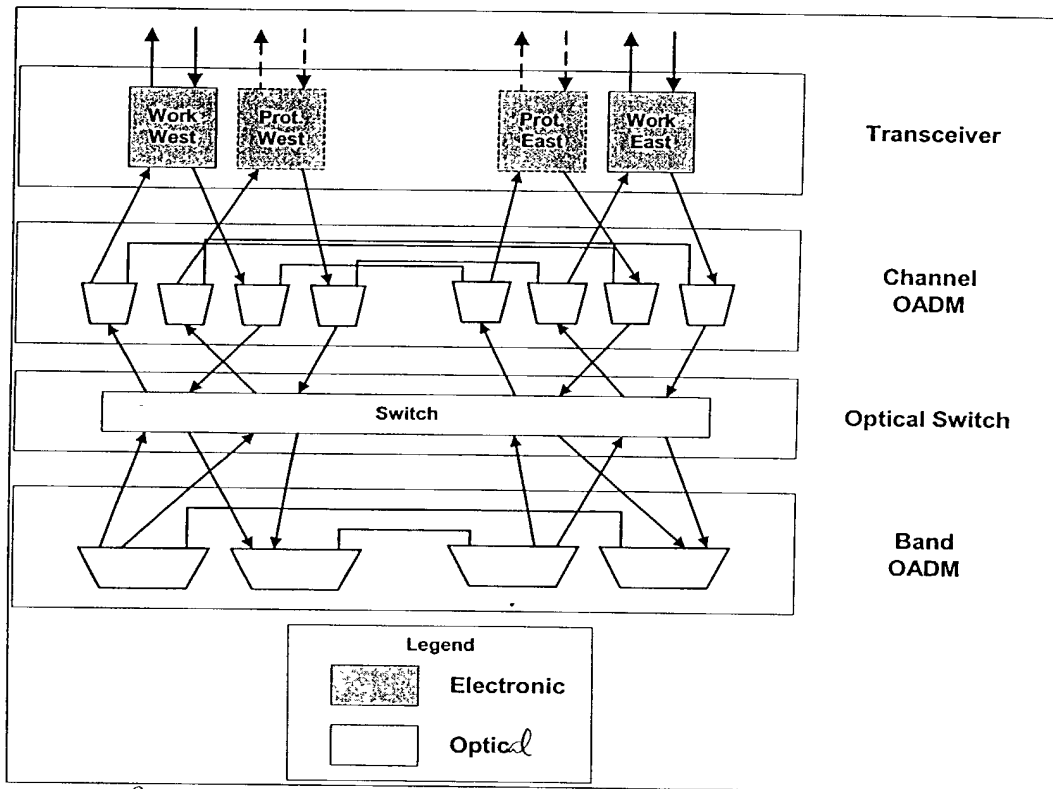 Work
West
Prot.
West
Prot.
East
Work
East
Transceiver
Channel
OADM
Switch
Optical Switch
Band
OADM
Legend
Electronic
Optical